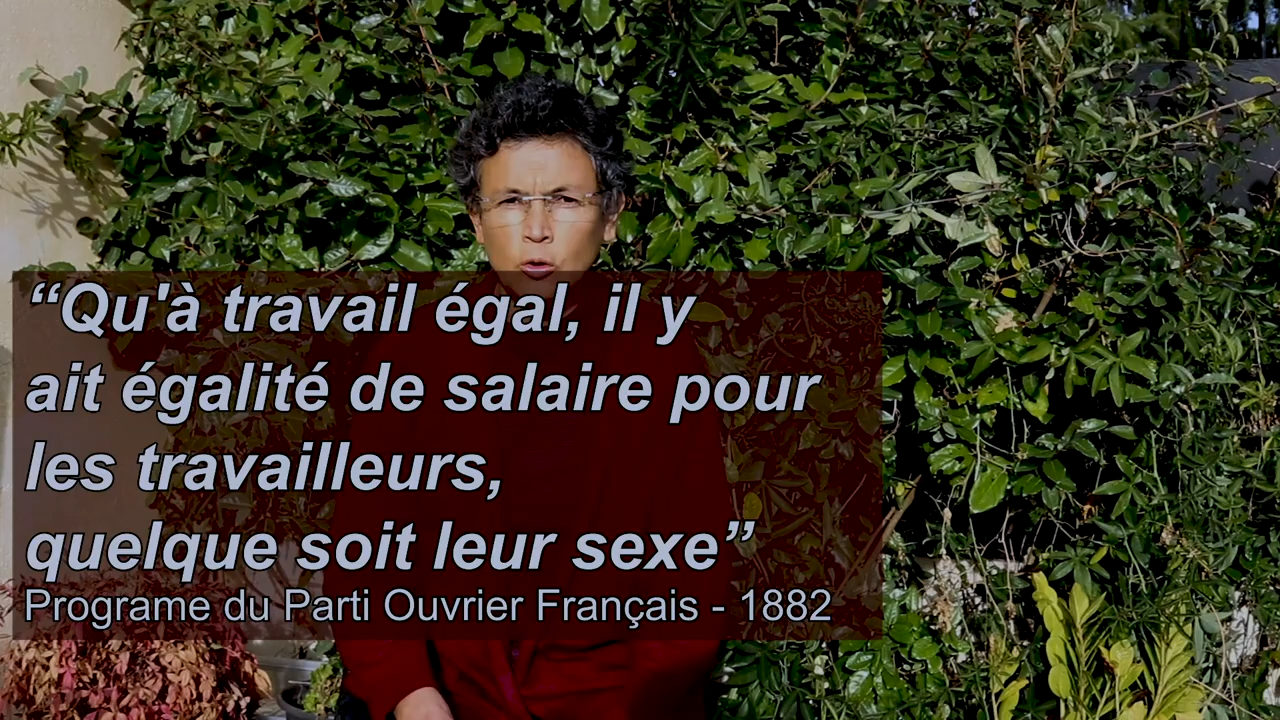 “Qu'à travail égal, il y
ait égalité de salaire pour
les travailleurs,
quelque soit leur sexe”
Programe du Parti Ouvrier Français - 1882